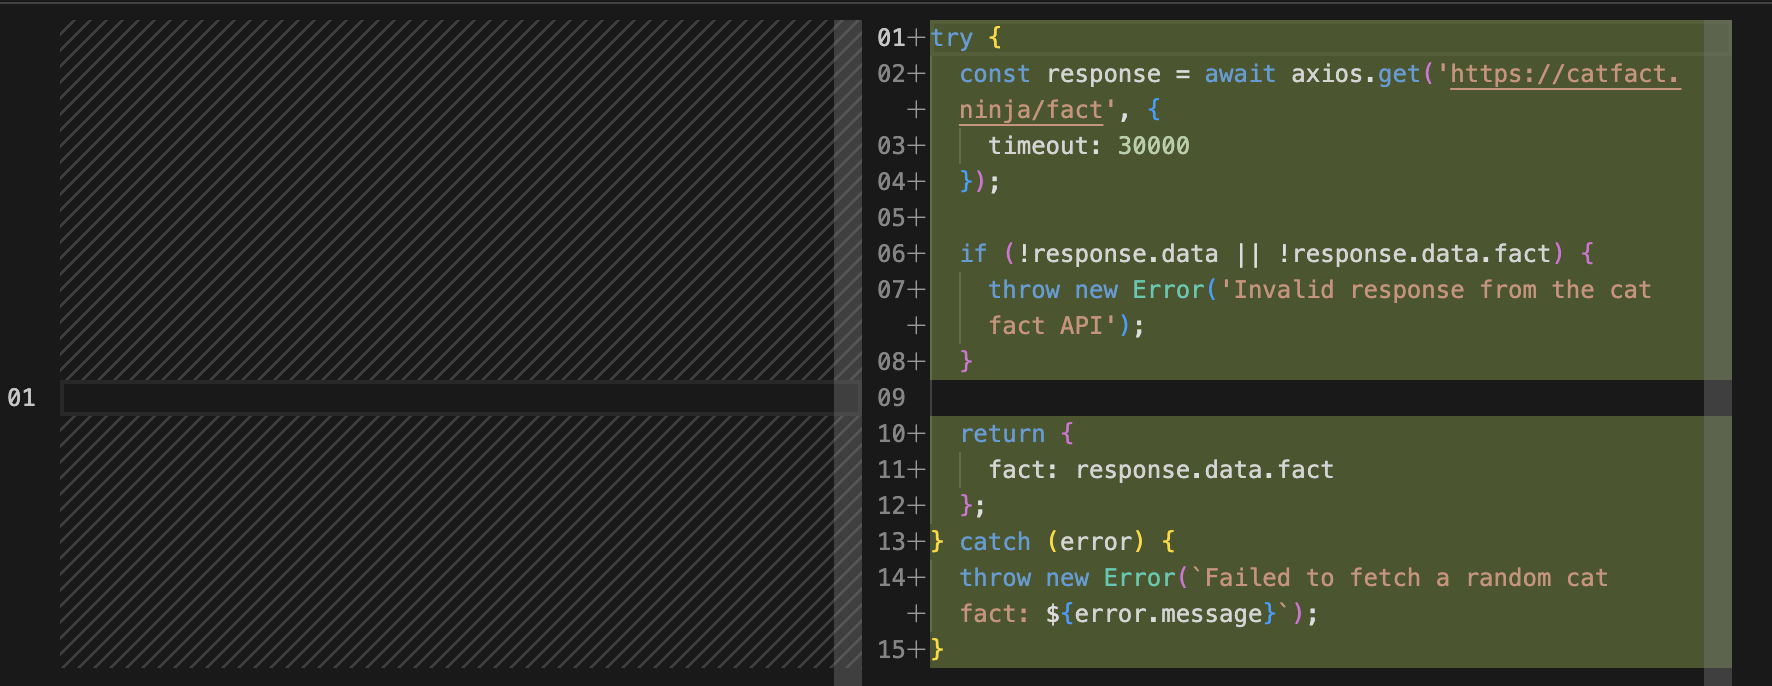 01+ try {
02+   const response = await axios.get('https://catfact.
+   ninja/fact', {
03+     timeout: 30000
04+   });
05+
06+   if (!response.data || !response.data.fact) {
07+     throw new Error('Invalid response from the cat
+     fact API');
08+   }
01
09
10+   return {
11+     fact: response.data.fact
12+   };
13+ } catch (error) {
14+   throw new Error(`Failed to fetch a random cat
+   fact: ${error.message}`);
15+ }